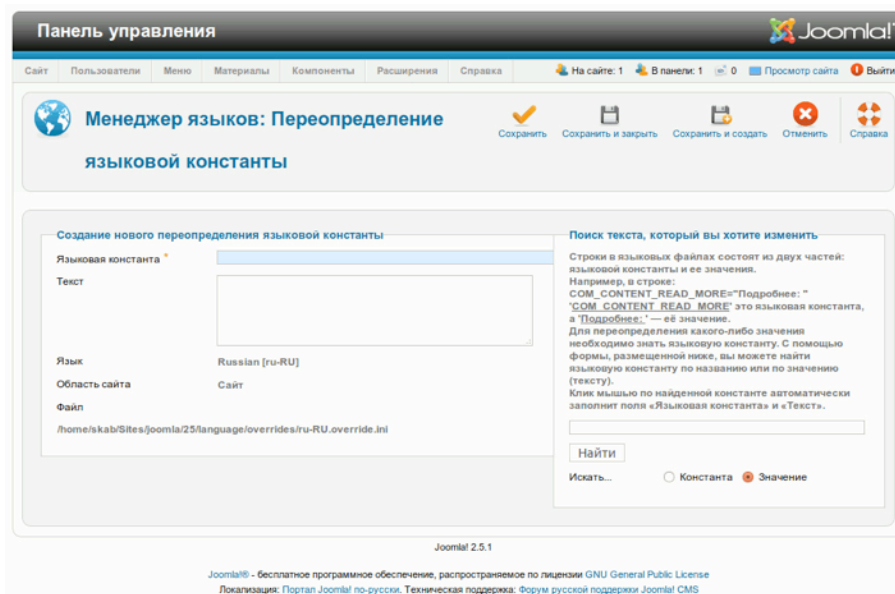 Панель управления
Joomla!
Сайт Пользователи Меню Материалы Компоненты Расширения Справка На сайте: 1 В панели: 1 0 Просмотр сайта Выйти
Менеджер языков: Переопределение
языковой константы
Сохранить Сохранить и закрыть Сохранить и создать Отменить Справка
Создание нового переопределения языковой константы
Языковая константа *
Текст
Язык Russian [ru-RU]
Область сайта Сайт
Файл
/home/skab/Sites/joomla/25/language/overrides/ru-RU.override.ini
Поиск текста, который вы хотите изменить
Строки в языковых файлах состоят из двух частей:
языковой константы и ее значения.
Например, в строке:
COM_CONTENT_READ_MORE="Подробнее: "
'COM_CONTENT_READ_MORE' это языковая константа,
а 'Подробнее: ' — её значение.
Для переопределения какого-либо значения
необходимо знать языковую константу. С помощью
формы, размещенной ниже, вы можете найти
языковую константу по названию или по значению
(тексту).
Клик мышью по найденной константе автоматически
заполнит поля «Языковая константа» и «Текст».
Найти
Искать... Константа Значение
Joomla! 2.5.1
Joomla!® - бесплатное программное обеспечение, распространяемое по лицензии GNU General Public License
Локализация: Портал Joomla! по-русски. Техническая поддержка: Форум русской поддержки Joomla! CMS